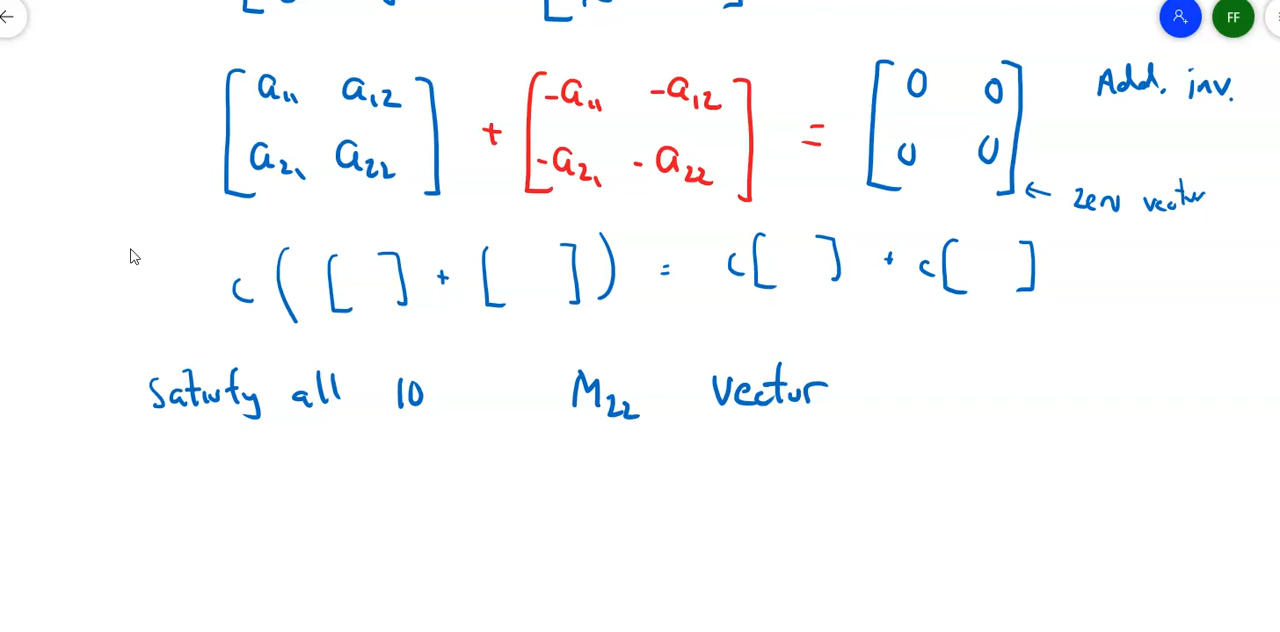 FF
[a₁₁ a₁₂ + [-a₁₁ -a₁₂ = [0 0 Add. inv.
a₂₁ a₂₂] -a₂₁ -a₂₂] 0 0] ← zero vector
c([ ] + [ ]) = c[ ] + c[ ]
Satisfy all 10 M₂₂ vector